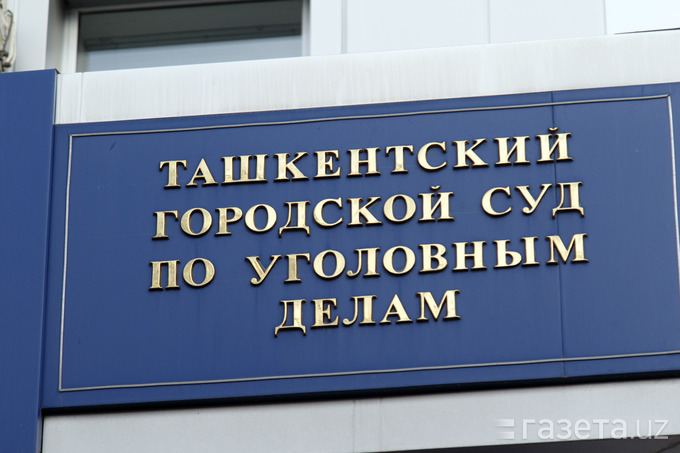 ТАШКЕНТСКИЙ
ГОРОДСКОЙ СУД
ПО УГОЛОВНЫМ
ДЕЛАМ
газета.uz